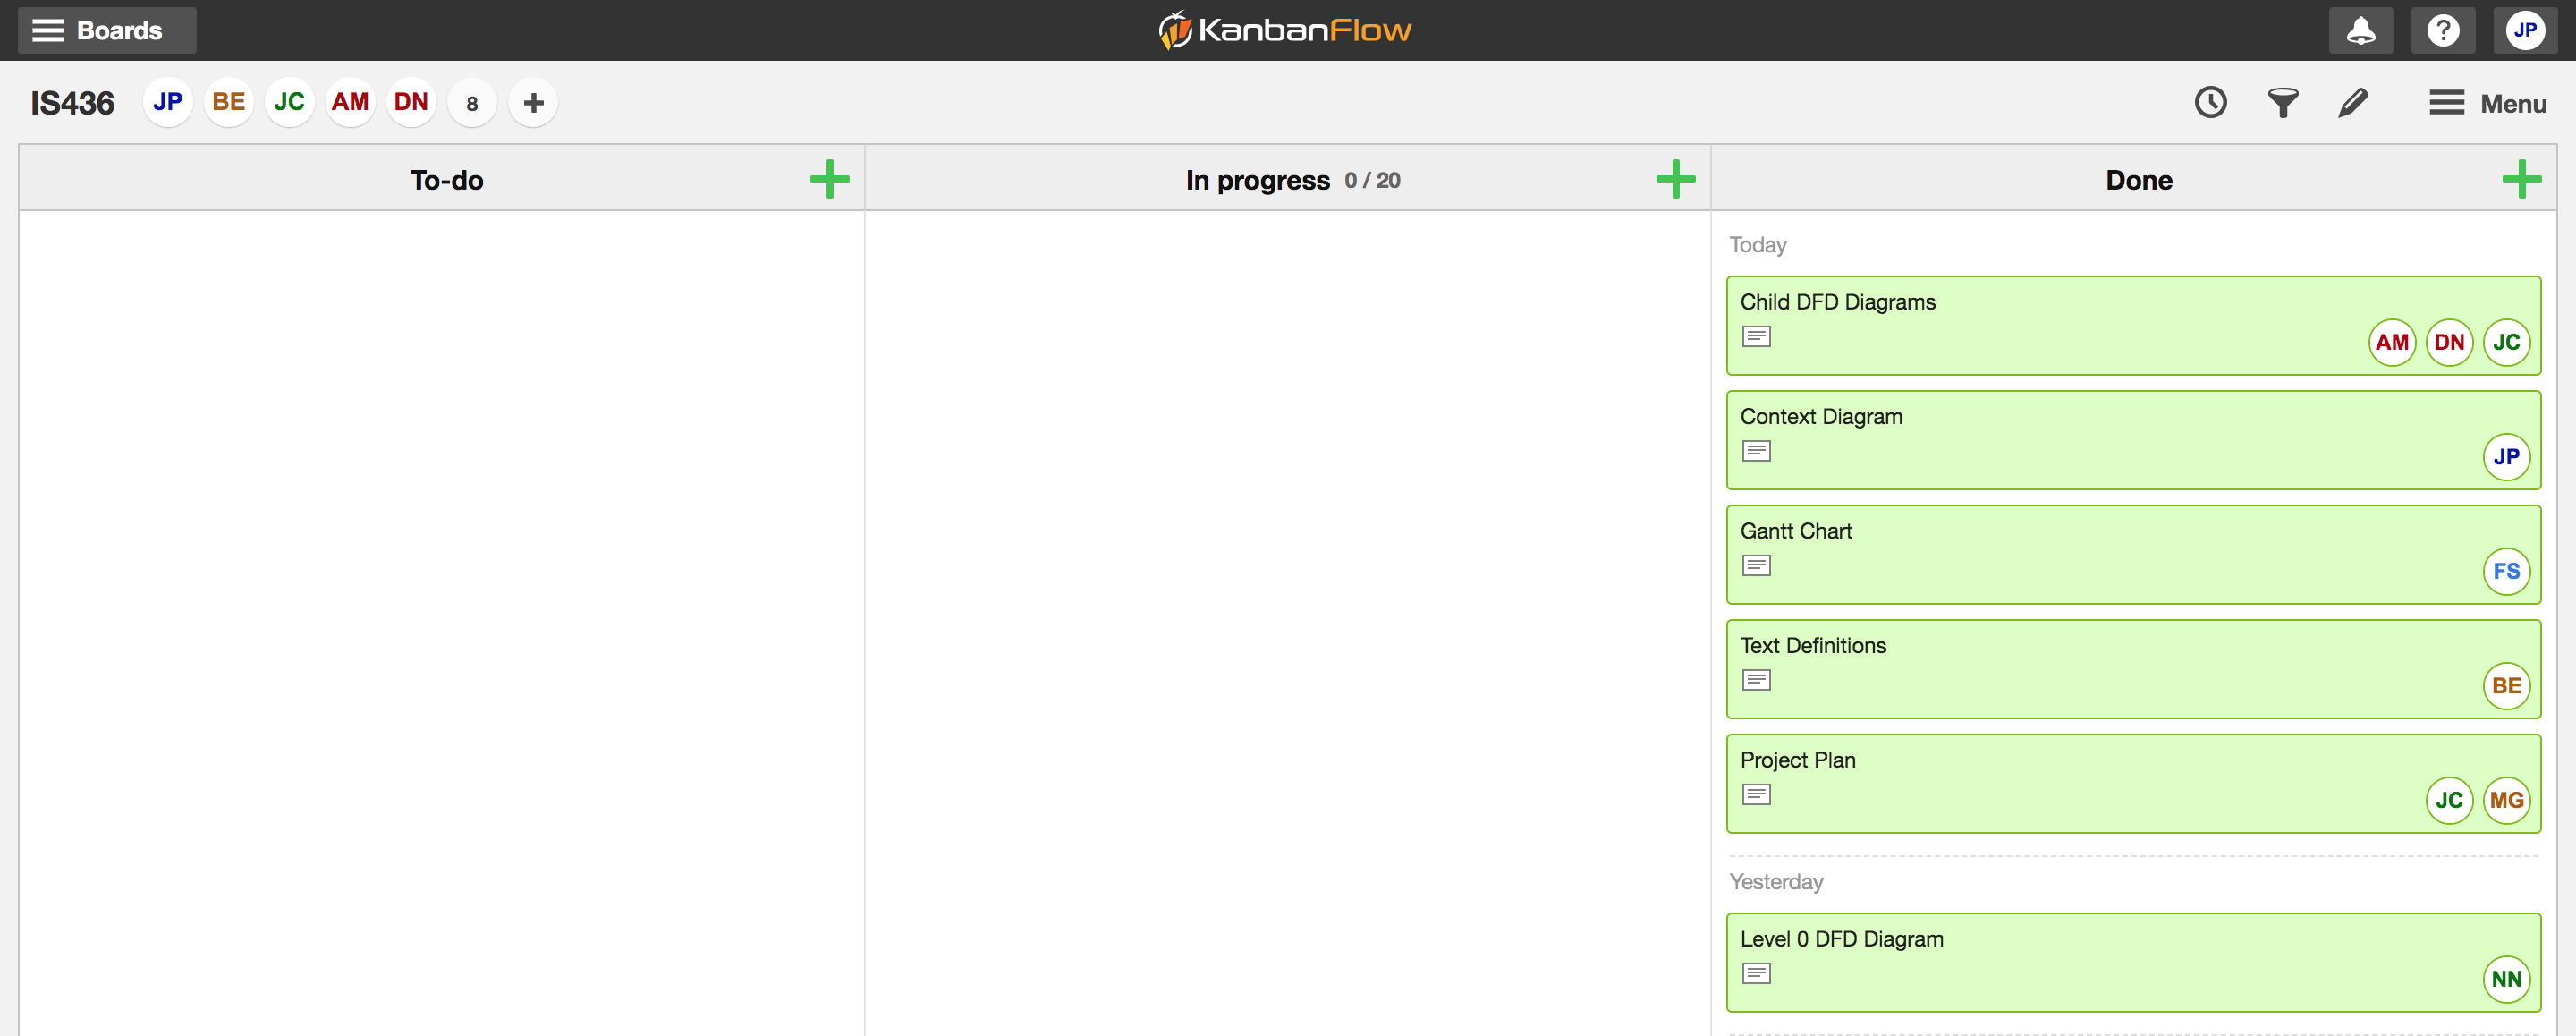 Boards
KanbanFlow
? JP
IS436 JP BE JC AM DN 8 +
Menu
To-do
In progress 0 / 20
Done
Today
Child DFD Diagrams
AM DN JC
Context Diagram
JP
Gantt Chart
FS
Text Definitions
BE
Project Plan
JC MG
Yesterday
Level 0 DFD Diagram
NN